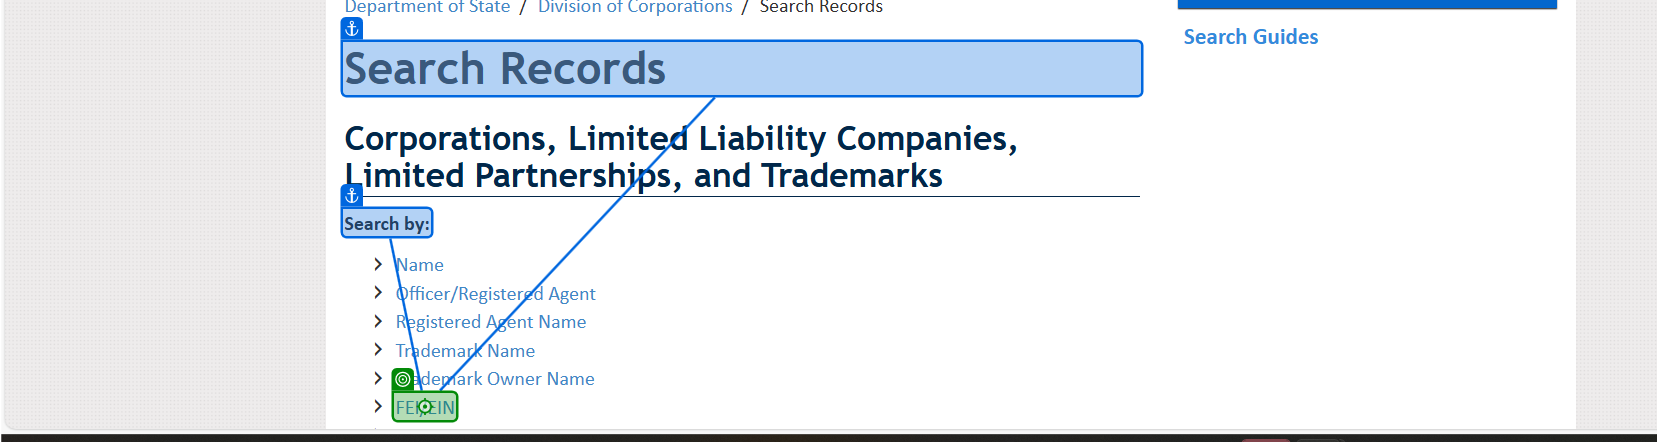 Department of State / Division of Corporations / Search Records
Search Guides
Search Records
Corporations, Limited Liability Companies,
Limited Partnerships, and Trademarks
Search by:
Name
Officer/Registered Agent
Registered Agent Name
Trademark Name
Trademark Owner Name
FEI/EIN